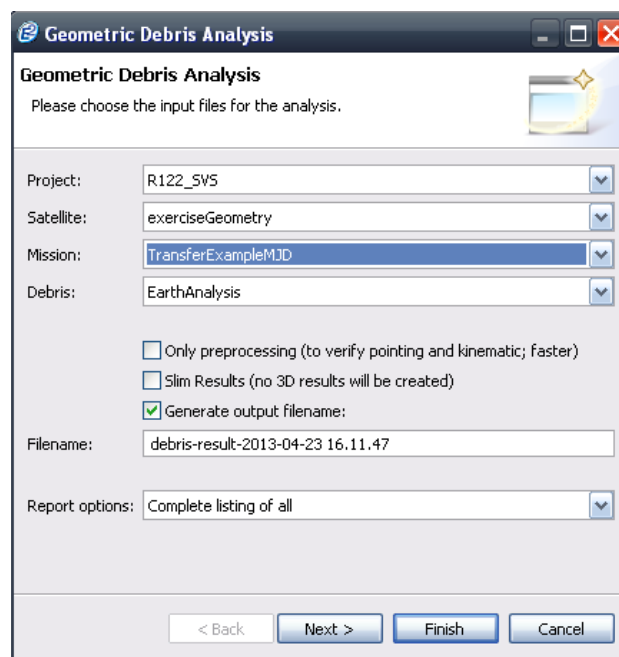 Geometric Debris Analysis
Geometric Debris Analysis
Please choose the input files for the analysis.
Project: R122_SVS
Satellite: exerciseGeometry
Mission: TransferExampleMJD
Debris: EarthAnalysis
Only preprocessing (to verify pointing and kinematic; faster)
Slim Results (no 3D results will be created)
Generate output filename:
Filename: debris-result-2013-04-23 16.11.47
Report options: Complete listing of all
< Back Next > Finish Cancel